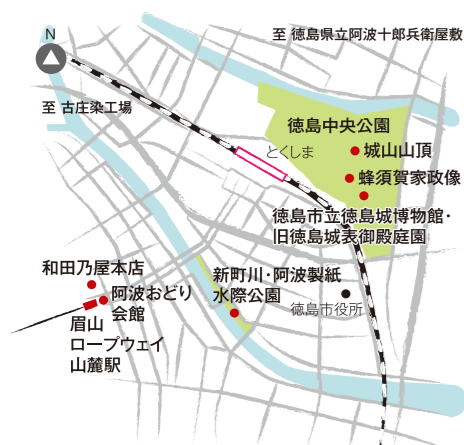 N
至 徳島県立阿波十郎兵衛屋敷
至 古庄染工場
徳島中央公園
とくしま
城山山頂
蜂須賀家政像
徳島市立徳島城博物館・
旧徳島城表御殿庭園
和田乃屋本店
阿波おどり
会館
新町川・阿波製紙
水際公園
徳島市役所
眉山
ロープウェイ
山麓駅